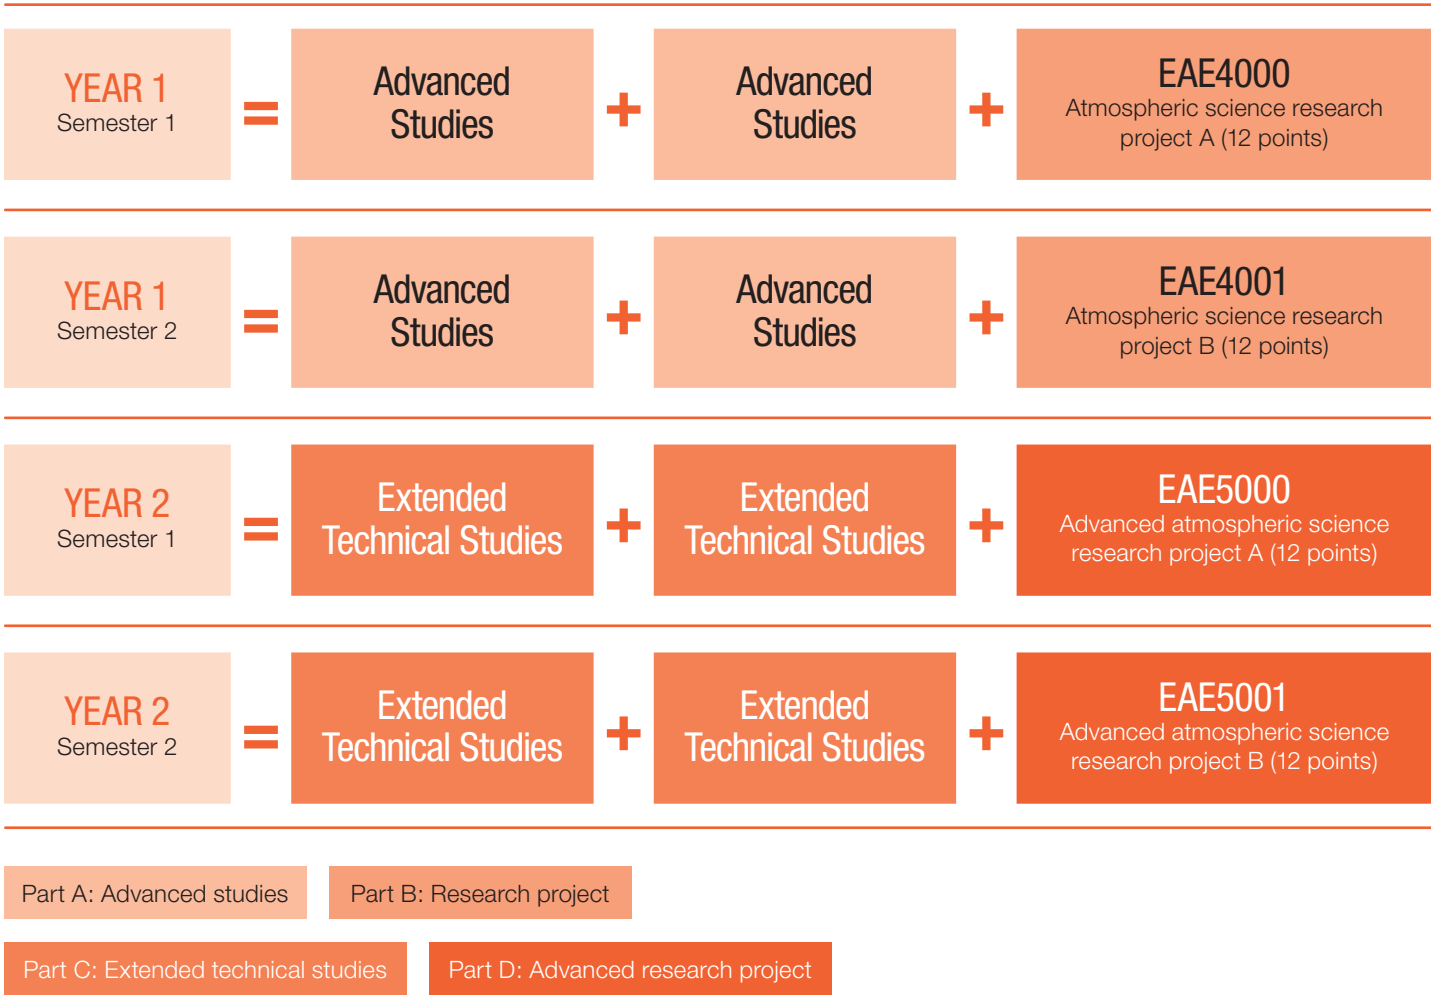 YEAR 1
Semester 1
=
Advanced
Studies
+
Advanced
Studies
+
EAE4000
Atmospheric science research
project A (12 points)
YEAR 1
Semester 2
=
Advanced
Studies
+
Advanced
Studies
+
EAE4001
Atmospheric science research
project B (12 points)
YEAR 2
Semester 1
=
Extended
Technical Studies
+
Extended
Technical Studies
+
EAE5000
Advanced atmospheric science
research project A (12 points)
YEAR 2
Semester 2
=
Extended
Technical Studies
+
Extended
Technical Studies
+
EAE5001
Advanced atmospheric science
research project B (12 points)
Part A: Advanced studies
Part B: Research project
Part C: Extended technical studies
Part D: Advanced research project